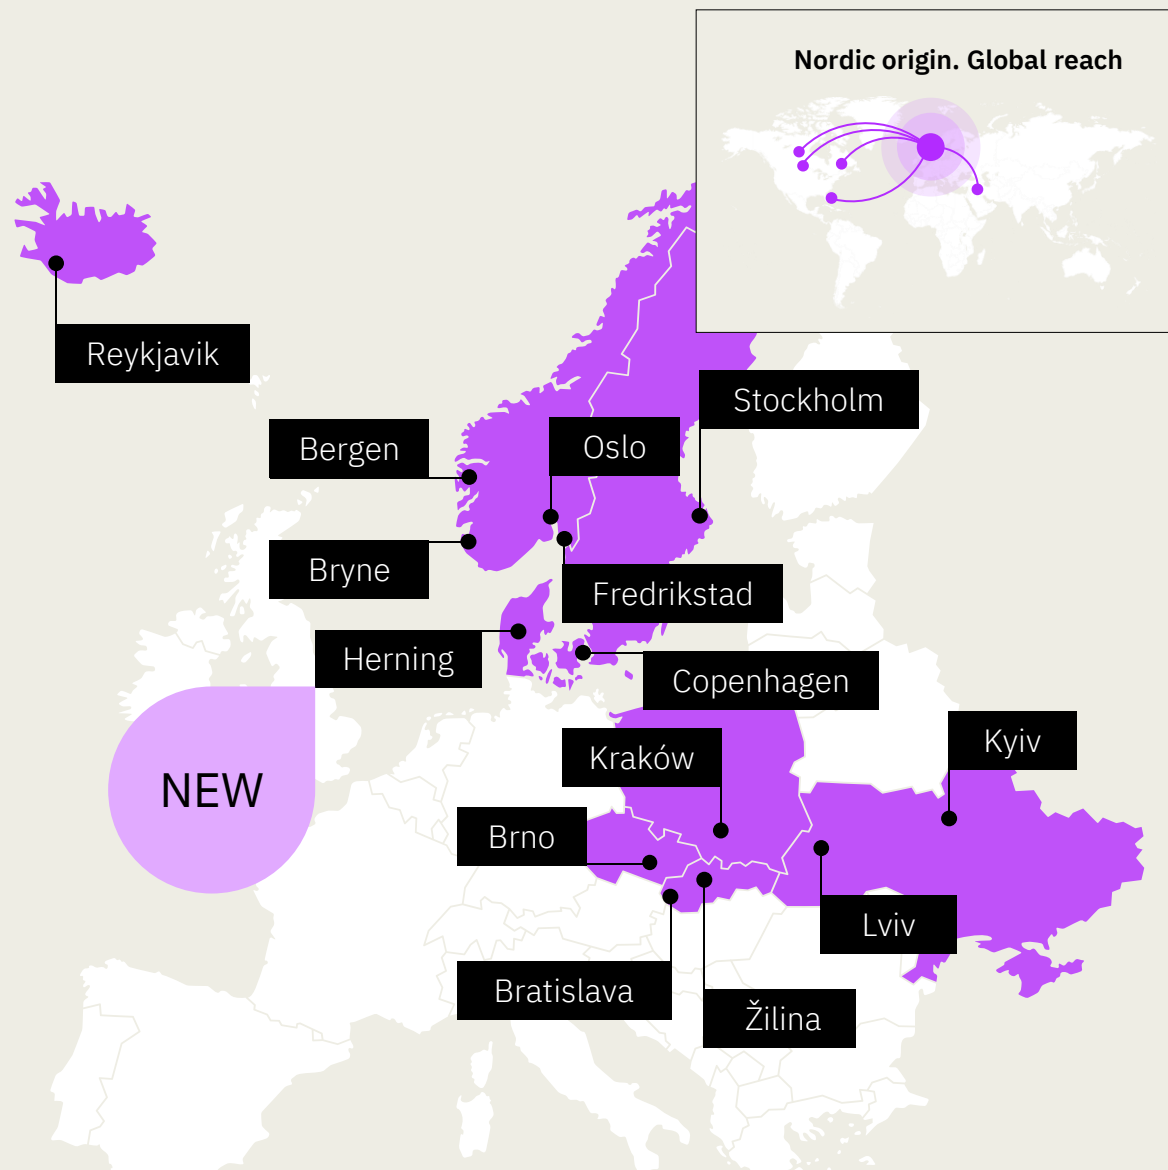 Nordic origin. Global reach
Reykjavik
Stockholm
Bergen
Oslo
Bryne
Fredrikstad
Herning
Copenhagen
Kyiv
Kraków
NEW
Brno
Lviv
Bratislava
Žilina